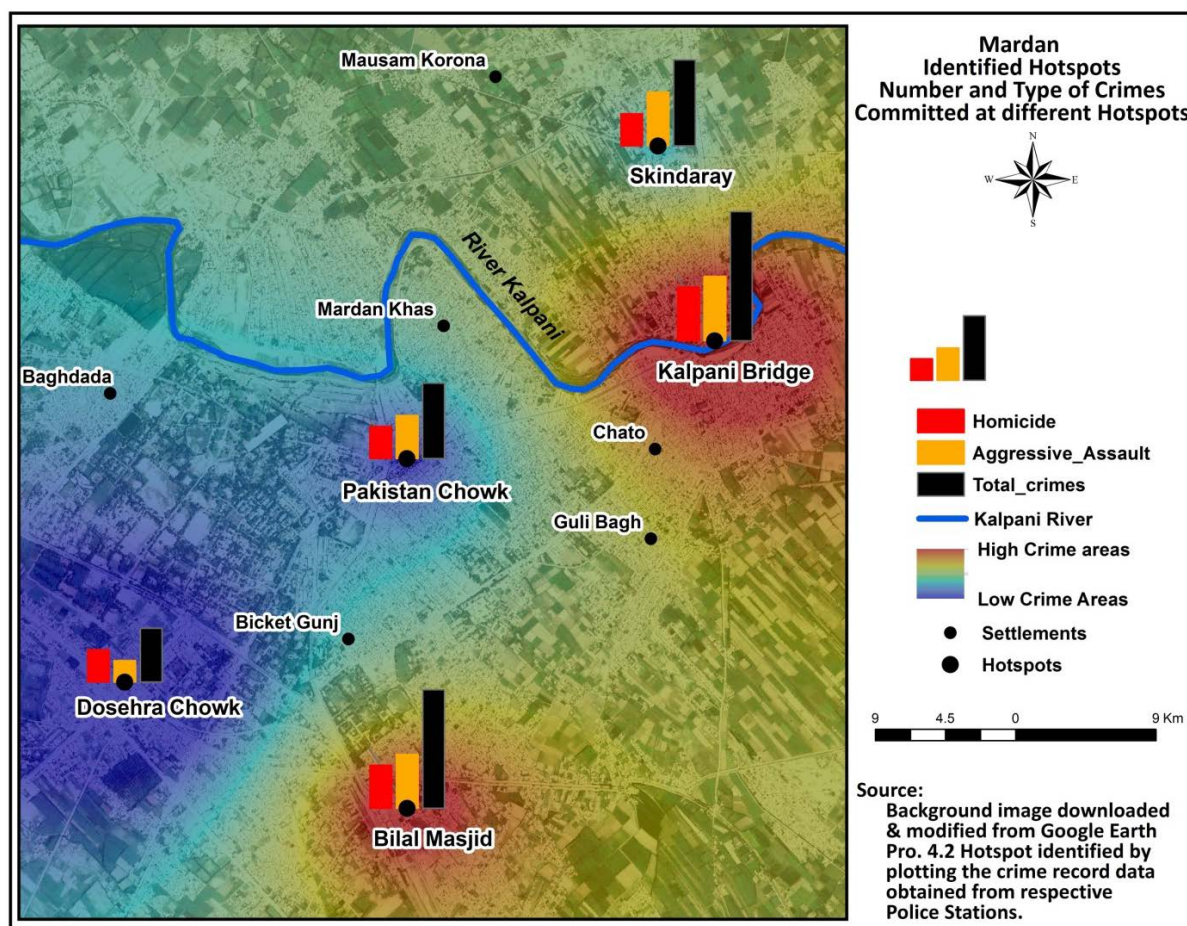 Mardan
Identified Hotspots
Number and Type of Crimes
Committed at different Hotspots
N
W
E
S
Mausam Korona
Skindaray
River Kalpani
Mardan Khas
Kalpani Bridge
Baghdada
Chato
Pakistan Chowk
Guli Bagh
Bicket Gunj
Dosehra Chowk
Bilal Masjid
Homicide
Aggressive_Assault
Total_crimes
Kalpani River
High Crime areas
Low Crime Areas
Settlements
Hotspots
9 4.5 0 9 Km
Source:
Background image downloaded
& modified from Google Earth
Pro. 4.2 Hotspot identified by
plotting the crime record data
obtained from respective
Police Stations.